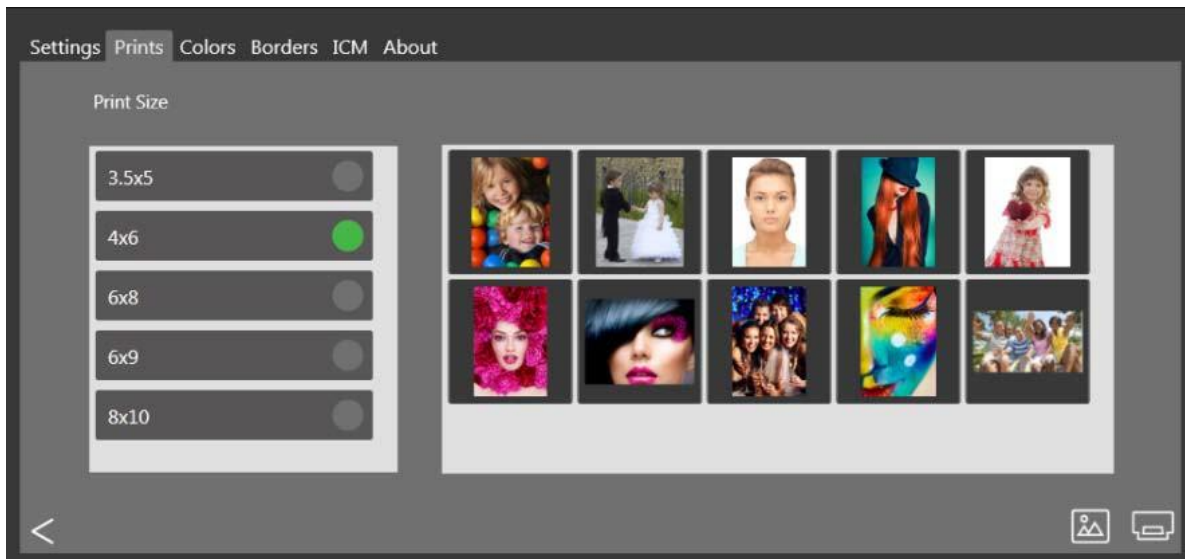 Settings Prints Colors Borders ICM About
Print Size
3.5x5
4x6
6x8
6x9
8x10